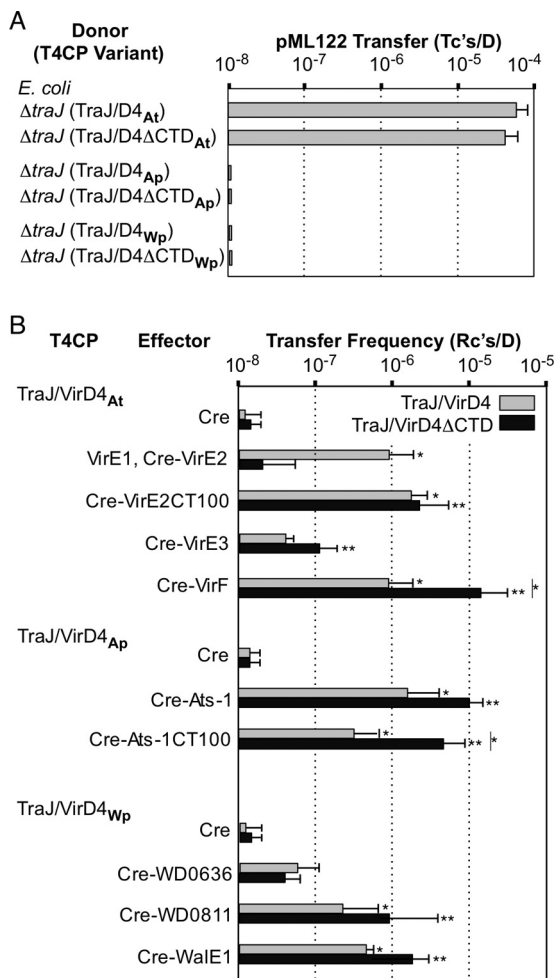 A
Donor
(T4CP Variant)
pML122 Transfer (Tc's/D)
10-8 10-7 10-6 10-5 10-4
E. coli
ΔtraJ (TraJ/D4At)
ΔtraJ (TraJ/D4ΔCTDAt)
ΔtraJ (TraJ/D4Ap)
ΔtraJ (TraJ/D4ΔCTDAp)
ΔtraJ (TraJ/D4Wp)
ΔtraJ (TraJ/D4ΔCTDWp)
B
T4CP Effector Transfer Frequency (Rc's/D)
10-8 10-7 10-6 10-5 10-5
TraJ/VirD4At
TraJ/VirD4
TraJ/VirD4ΔCTD
Cre
VirE1, Cre-VirE2 *
Cre-VirE2CT100 * **
Cre-VirE3 **
Cre-VirF * ** *
TraJ/VirD4Ap
Cre
Cre-Ats-1 * **
Cre-Ats-1CT100 * ** *
TraJ/VirD4Wp
Cre
Cre-WD0636
Cre-WD0811 * **
Cre-WalE1 * **